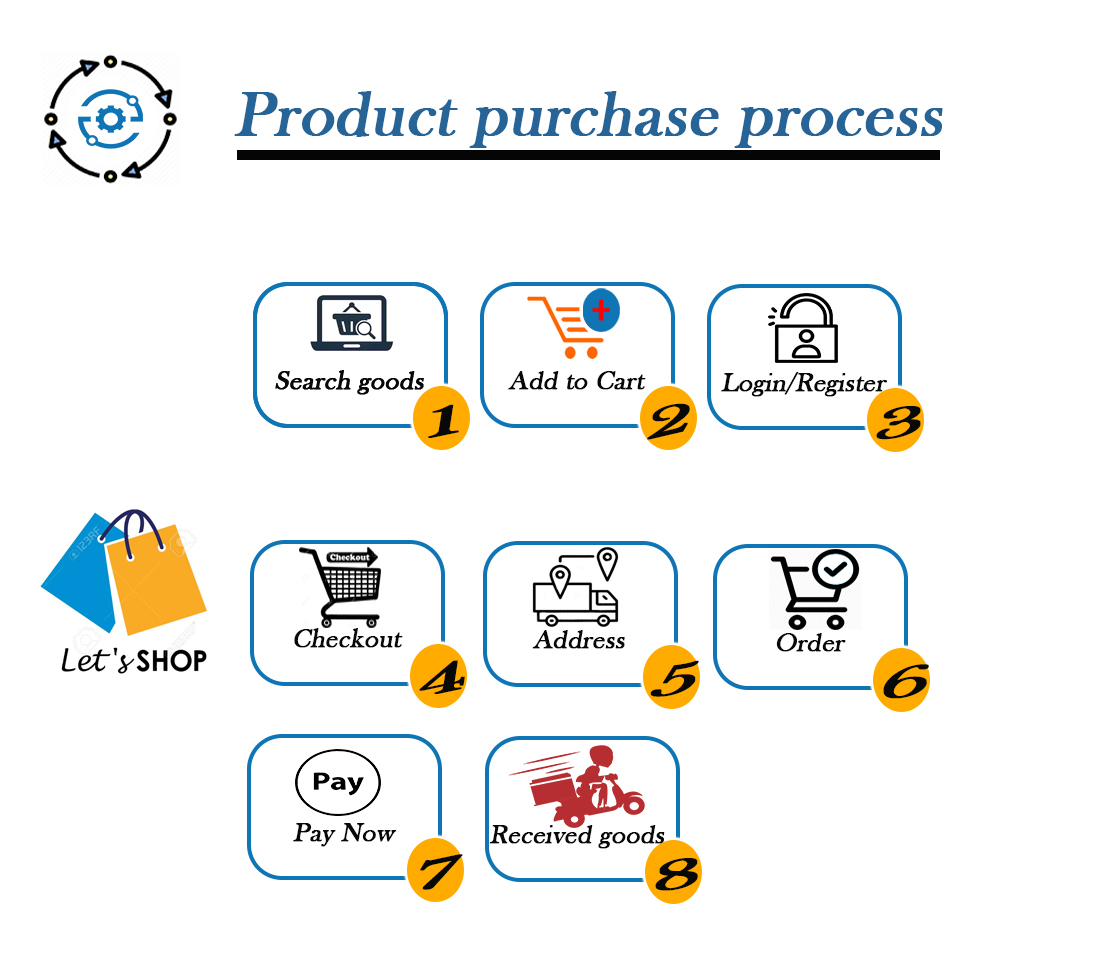 Product purchase process
Search goods
1
Add to Cart
2
Login/Register
3
Checkout
Checkout
4
Address
5
Order
6
Let's SHOP
Pay
Pay Now
7
Received goods
8